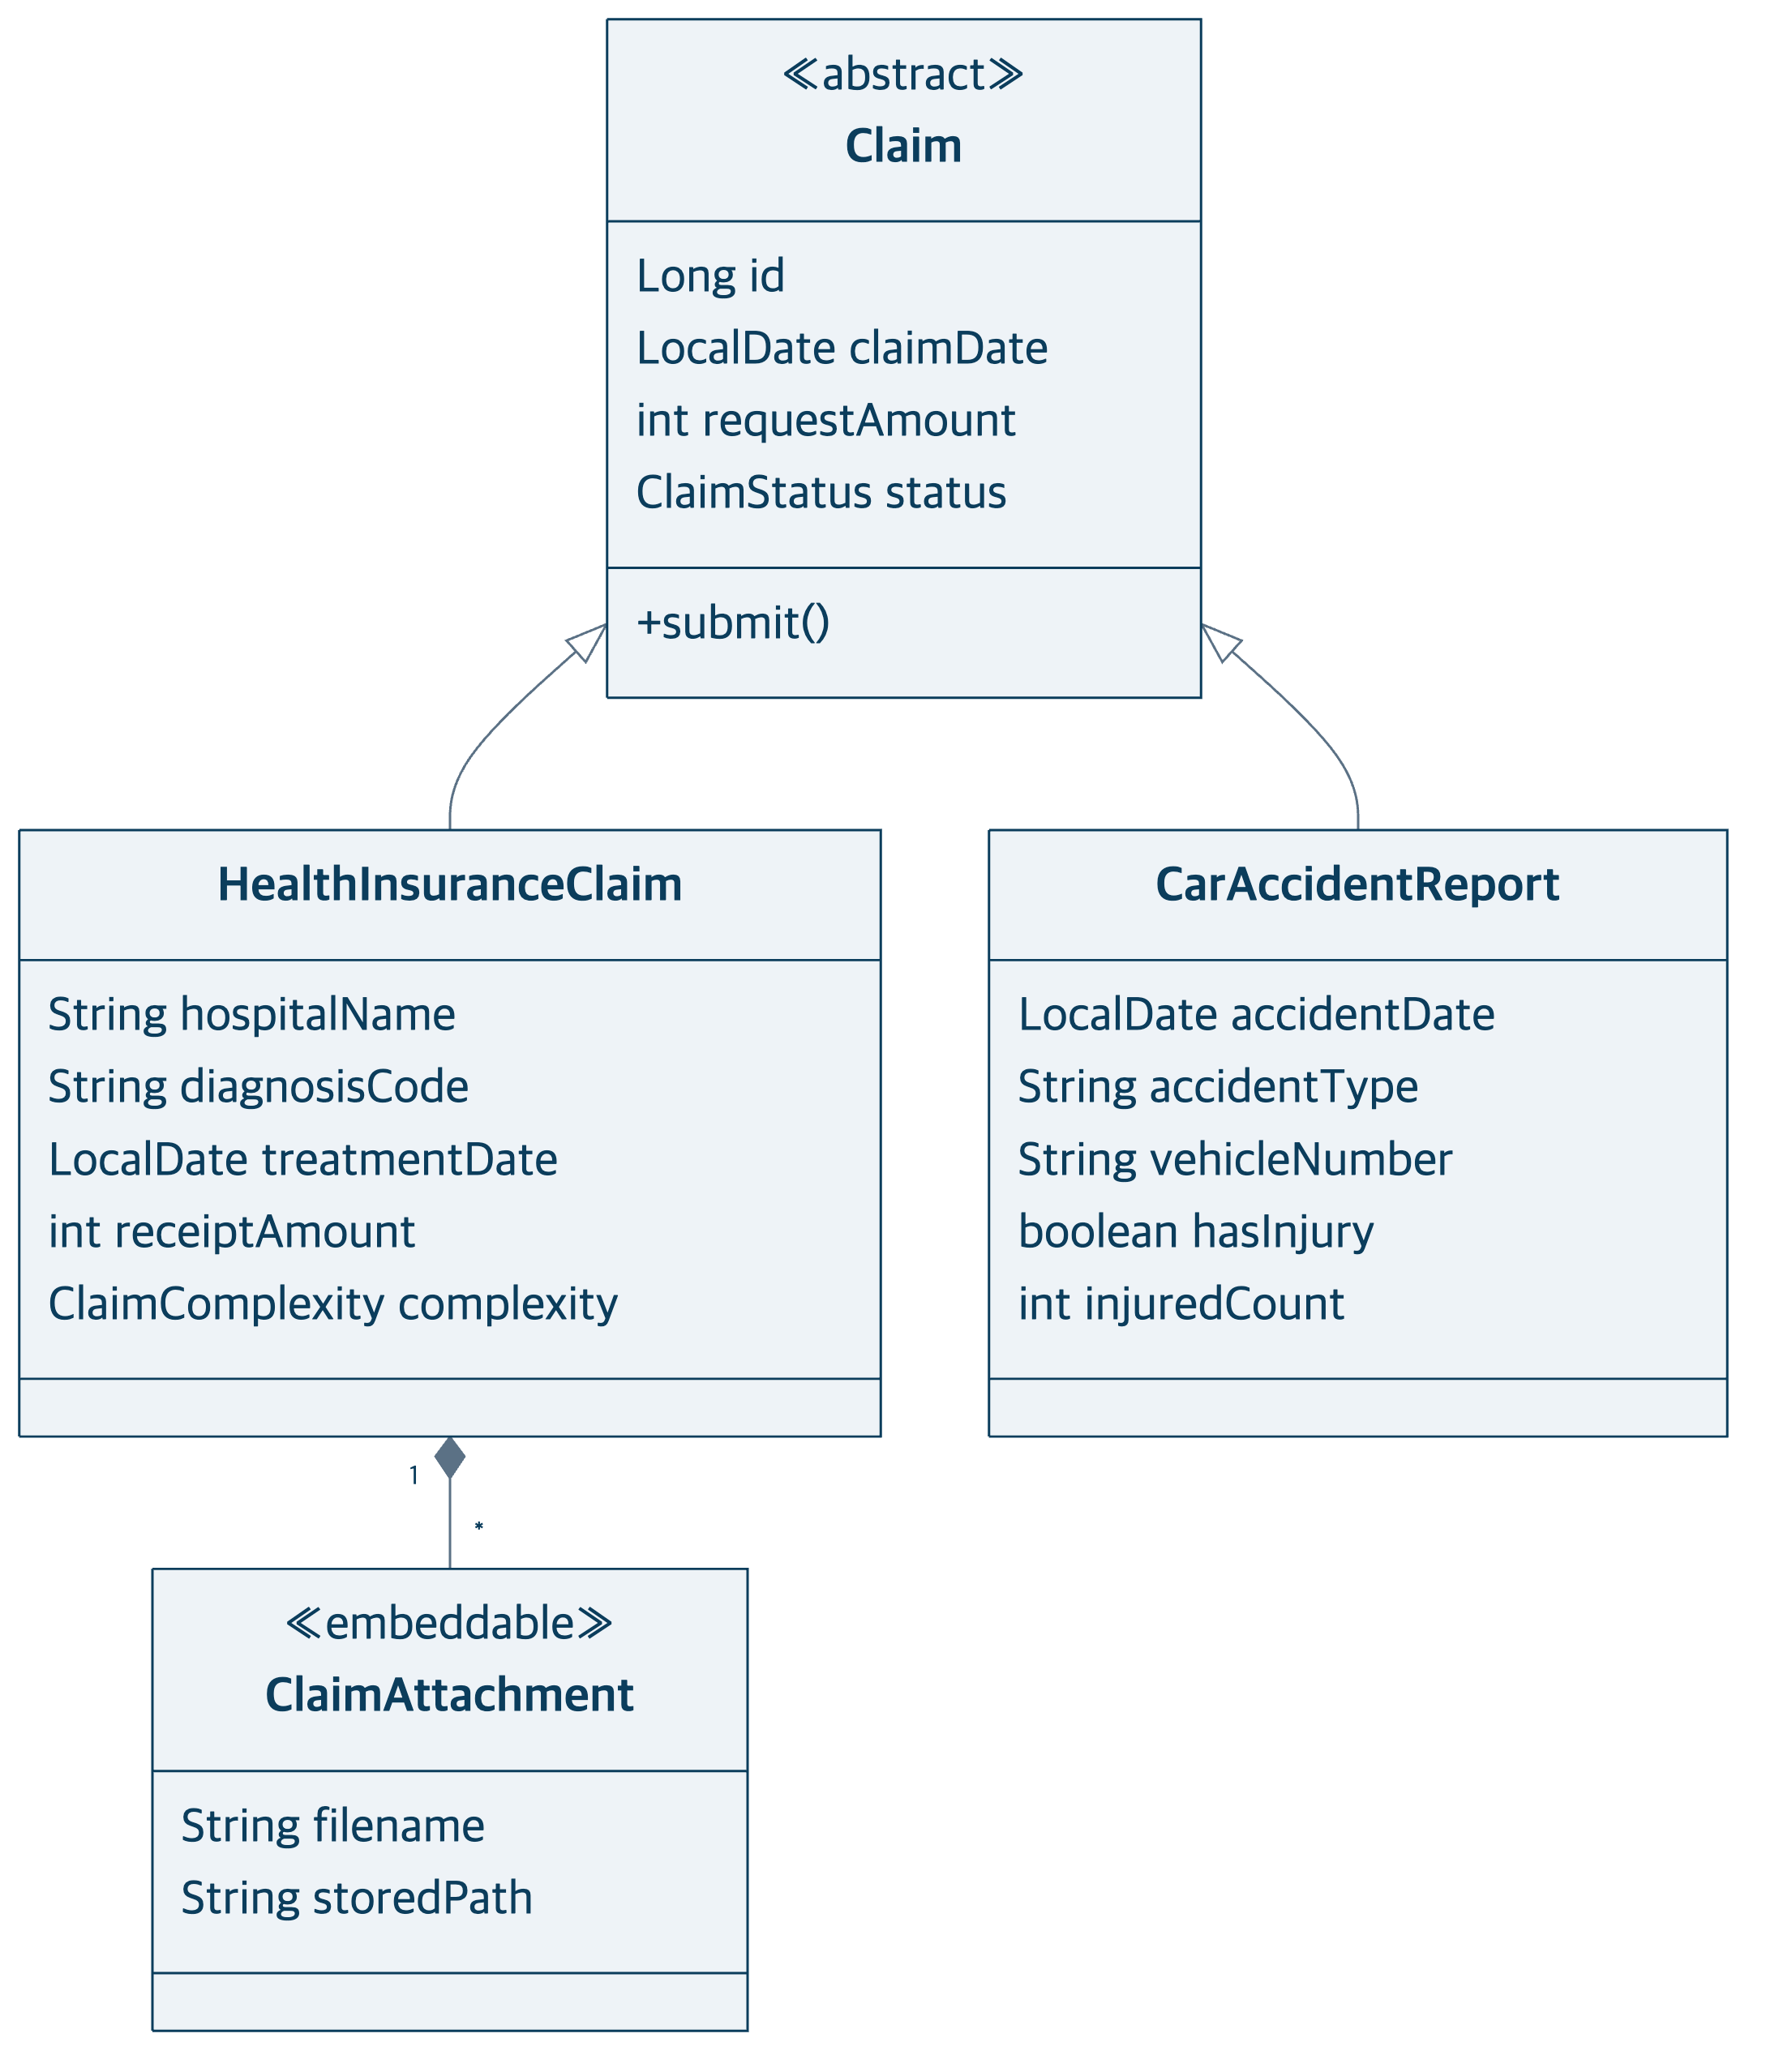 ≪abstract≫
Claim
Long id
LocalDate claimDate
int requestAmount
ClaimStatus status
+submit()
HealthInsuranceClaim
String hospitalName
String diagnosisCode
LocalDate treatmentDate
int receiptAmount
ClaimComplexity complexity
CarAccidentReport
LocalDate accidentDate
String accidentType
String vehicleNumber
boolean hasInjury
int injuredCount
1
*
≪embeddable≫
ClaimAttachment
String filename
String storedPath